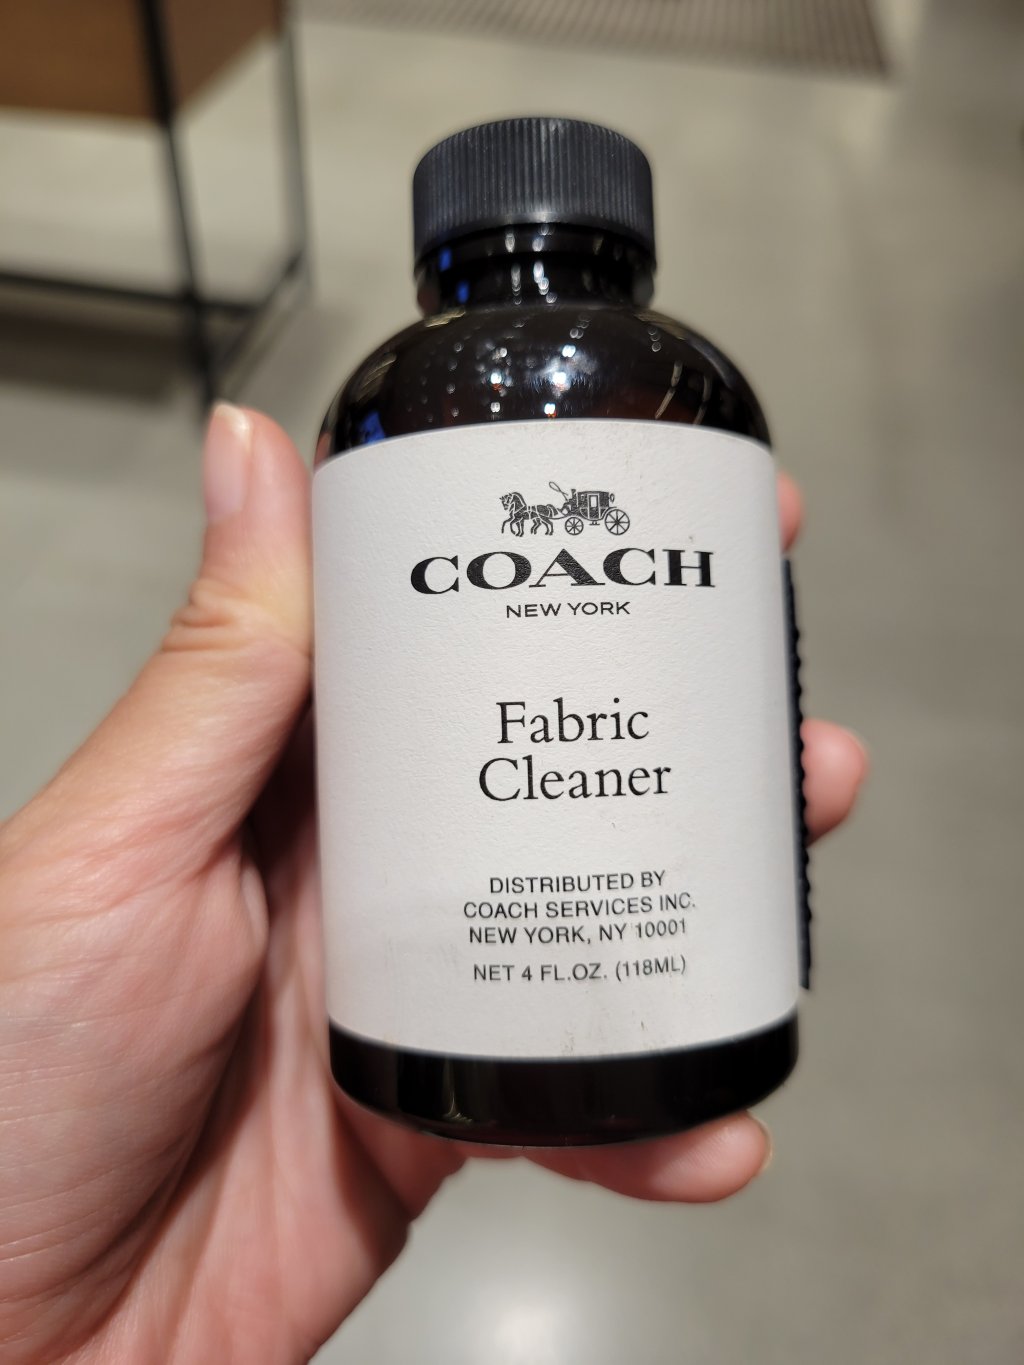 COACH
NEW YORK
Fabric
Cleaner
DISTRIBUTED BY
COACH SERVICES INC.
NEW YORK, NY 10001
NET 4 FL.OZ. (118ML)